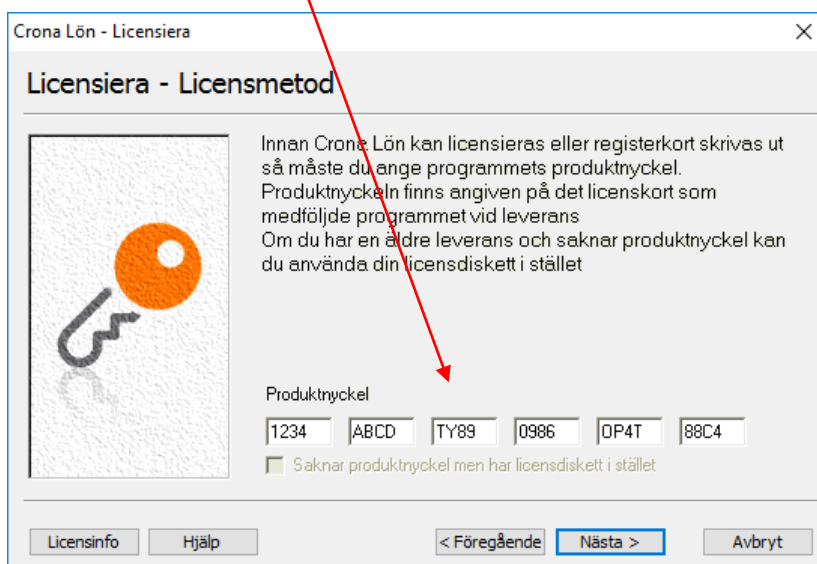 Crona Lön - Licensiera
Licensiera - Licensmetod
Innan Crona Lön kan licensieras eller registerkort skrivas ut
så måste du ange programmets produktnyckel.
Produktnyckeln finns angiven på det licenskort som
medföljde programmet vid leverans
Om du har en äldre leverans och saknar produktnyckel kan
du använda din licensdiskett i stället
Produktnyckel
1234 ABCD TY89 0986 OP4T 88C4
Saknar produktnyckel men har licensdiskett i stället
Licensinfo Hjälp < Föregående Nästa > Avbryt